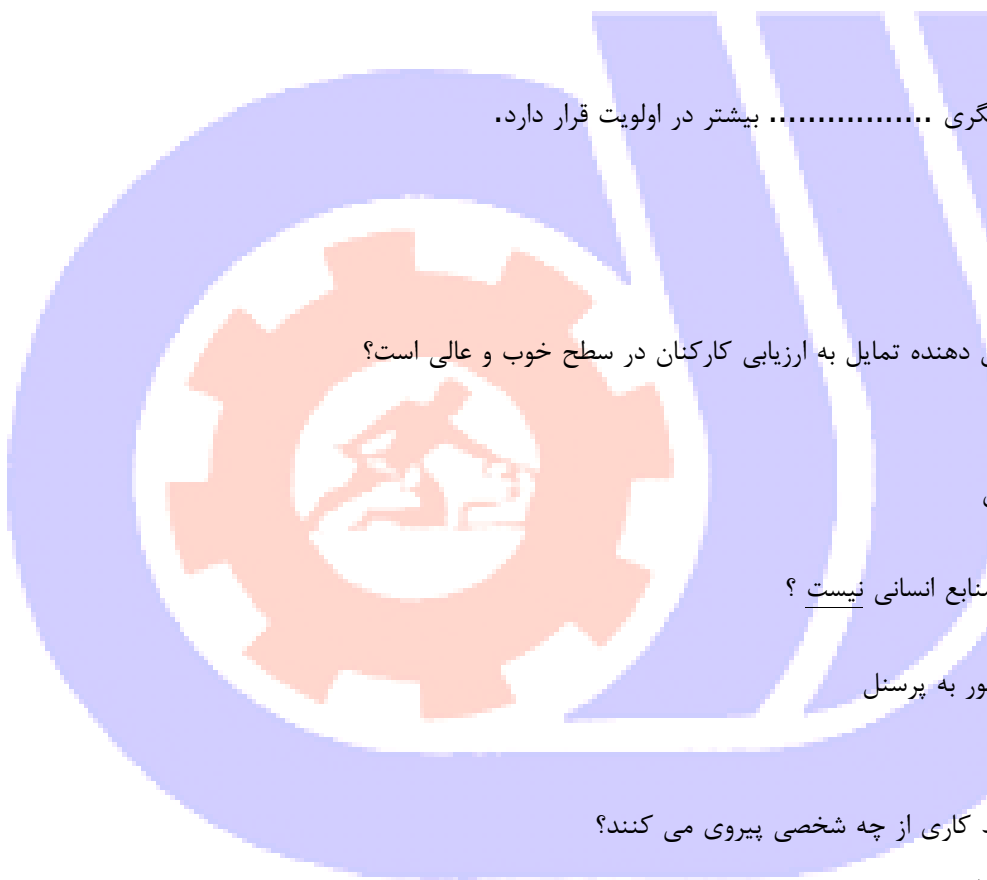 گری ................. بیشتر در اولویت قرار دارد.
دهنده تمایل به ارزیابی کارکنان در سطح خوب و عالی است؟
منابع انسانی نیست ؟
ور به پرسنل
کاری از چه شخصی پیروی می کنند؟